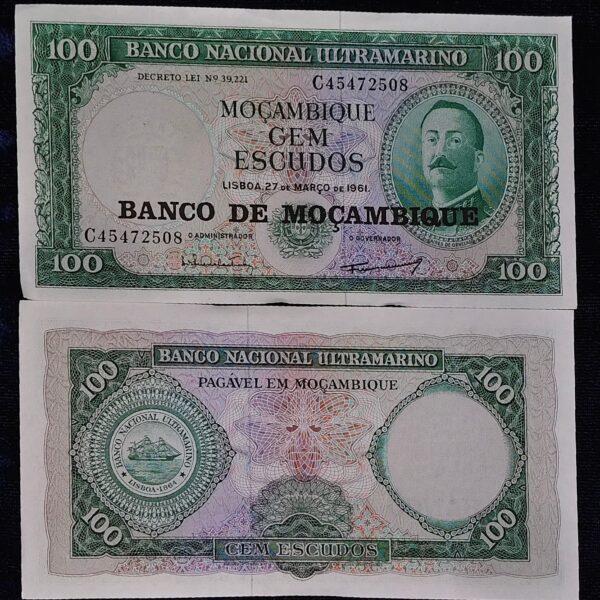 100 BANCO NACIONAL ULTRAMARINO 100
DECRETO LEI Nº 39,221 C45472508
MOÇAMBIQUE
CEM
ESCUDOS
LISBOA, 27 DE MARÇO DE 1961.
BANCO DE MOÇAMBIQUE
C45472508 O ADMINISTRADOR O GOVERNADOR
100 100
BANCO NACIONAL ULTRAMARINO
PAGÁVEL EM MOÇAMBIQUE
100 100
BANCO NACIONAL ULTRAMARINO
LISBOA-1864
100 100
CEM ESCUDOS